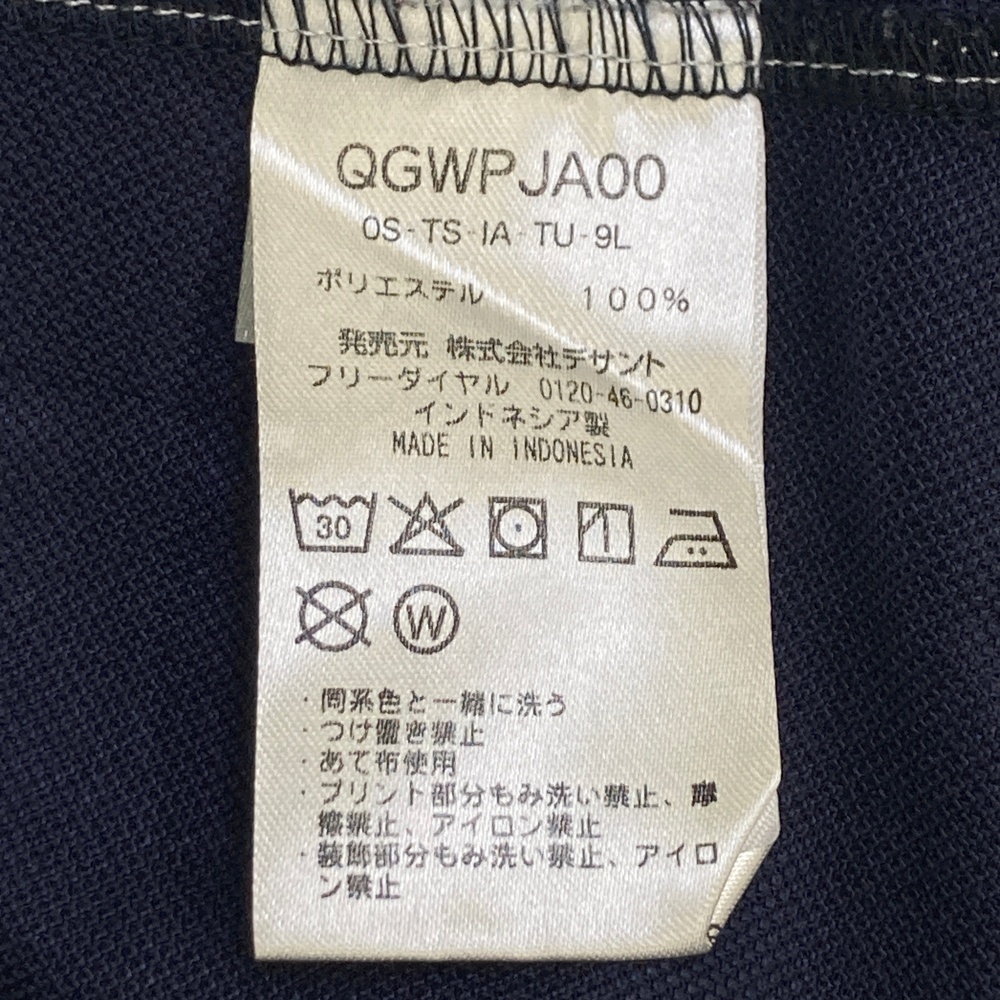 QGWPJA00
OS-TS-IA-TU-9L
ポリエステル 100%
発売元 株式会社デサント
フリーダイヤル 0120-46-0310
インドネシア製
MADE IN INDONESIA
30
W
・同系色と一緒に洗う
・つけ置き禁止
・あて布使用
・プリント部分もみ洗い禁止、摩
擦禁止、アイロン禁止
・装飾部分もみ洗い禁止、アイロ
ン禁止